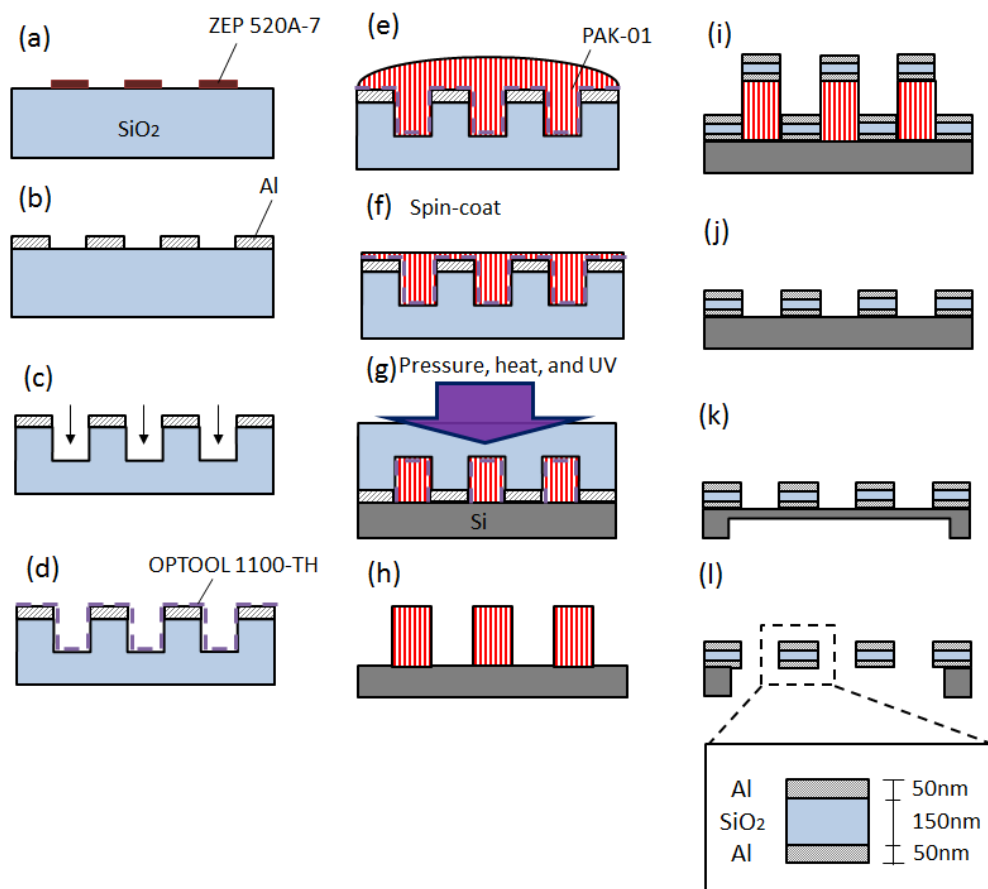 (a)
ZEP 520A-7
SiO2
(b)
Al
(c)
(d)
OPTOOL 1100-TH
(e)
PAK-01
(f) Spin-coat
(g)
Pressure, heat, and UV
Si
(h)
(i)
(j)
(k)
(l)
Al 50nm
SiO2 150nm
Al 50nm